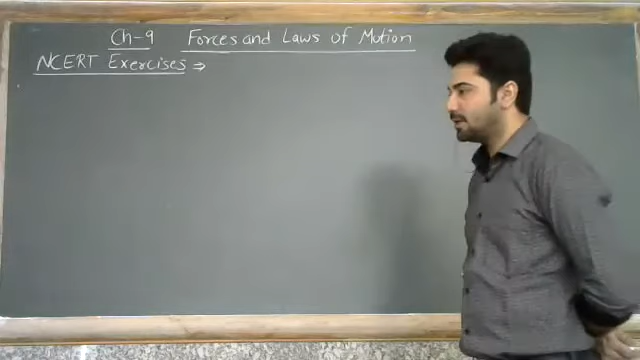 Ch-9 Forces and Laws of Motion
NCERT Exercises ⇒